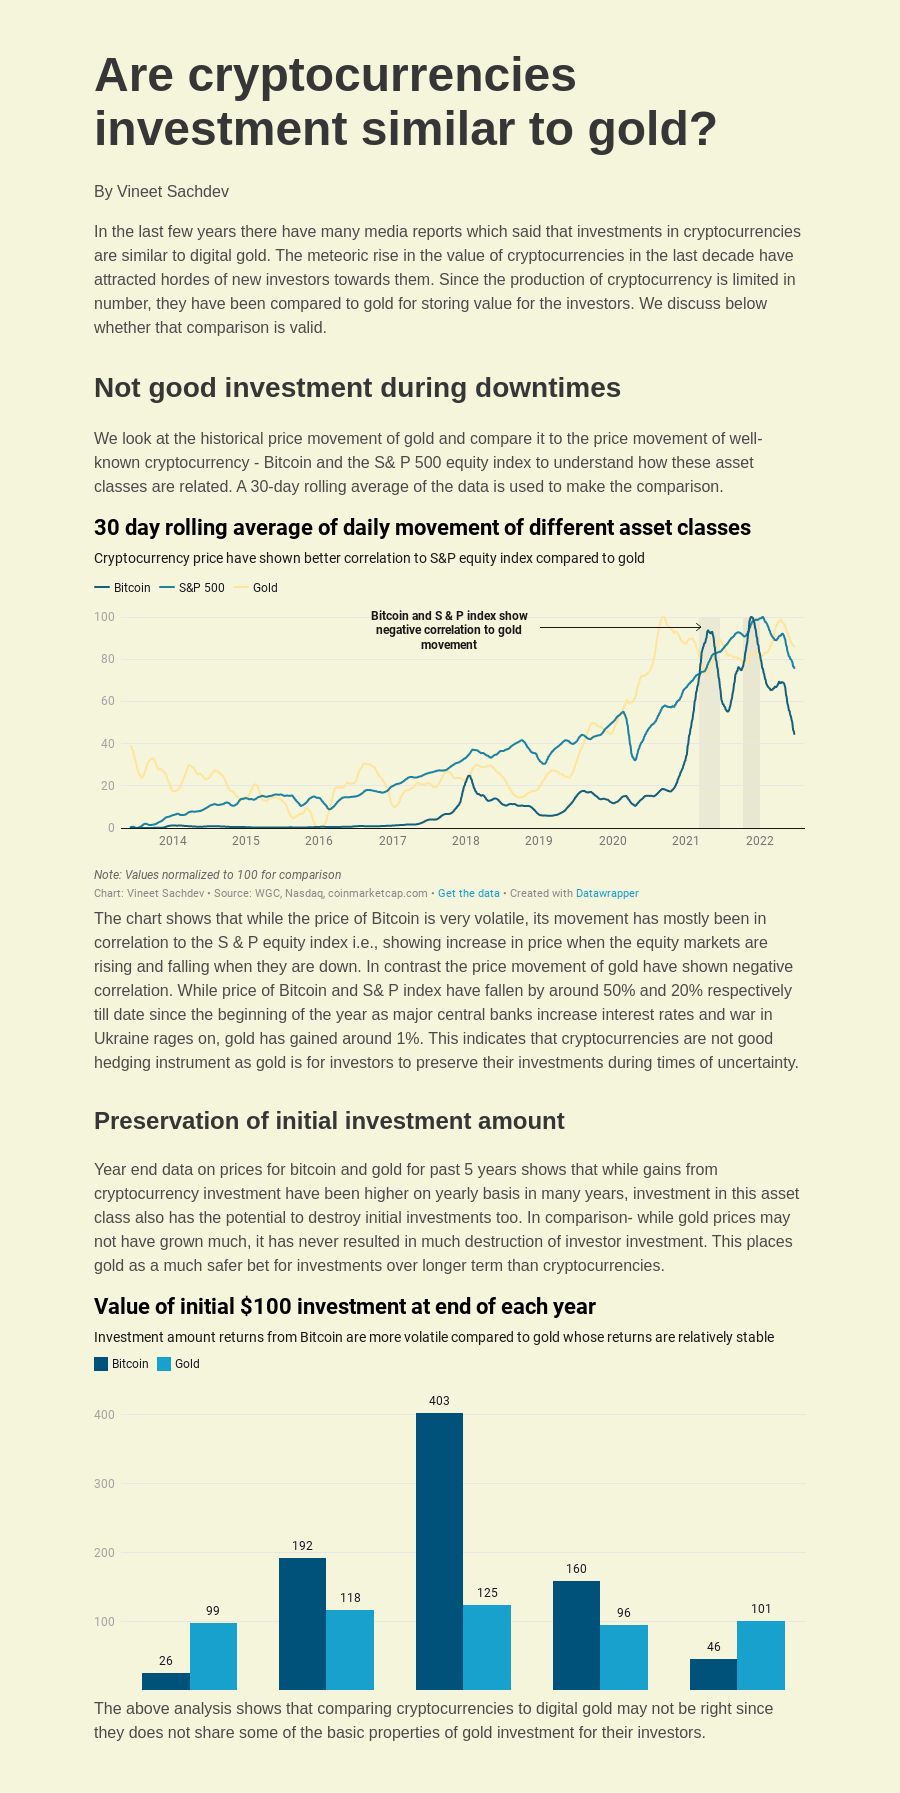 Are cryptocurrencies
investment similar to gold?
By Vineet Sachdev
In the last few years there have many media reports which said that investments in cryptocurrencies
are similar to digital gold. The meteoric rise in the value of cryptocurrencies in the last decade have
attracted hordes of new investors towards them. Since the production of cryptocurrency is limited in
number, they have been compared to gold for storing value for the investors. We discuss below
whether that comparison is valid.
Not good investment during downtimes
We look at the historical price movement of gold and compare it to the price movement of well-
known cryptocurrency - Bitcoin and the S& P 500 equity index to understand how these asset
classes are related. A 30-day rolling average of the data is used to make the comparison.
30 day rolling average of daily movement of different asset classes
Cryptocurrency price have shown better correlation to S&P equity index compared to gold
Bitcoin S&P 500 Gold
Bitcoin and S & P index show
negative correlation to gold
movement
100
80
60
40
20
0
2014 2015 2016 2017 2018 2019 2020 2021 2022
Note: Values normalized to 100 for comparison
Chart: Vineet Sachdev • Source: WGC, Nasdaq, coinmarketcap.com • Get the data • Created with Datawrapper
The chart shows that while the price of Bitcoin is very volatile, its movement has mostly been in
correlation to the S & P equity index i.e., showing increase in price when the equity markets are
rising and falling when they are down. In contrast the price movement of gold have shown negative
correlation. While price of Bitcoin and S& P index have fallen by around 50% and 20% respectively
till date since the beginning of the year as major central banks increase interest rates and war in
Ukraine rages on, gold has gained around 1%. This indicates that cryptocurrencies are not good
hedging instrument as gold is for investors to preserve their investments during times of uncertainty.
Preservation of initial investment amount
Year end data on prices for bitcoin and gold for past 5 years shows that while gains from
cryptocurrency investment have been higher on yearly basis in many years, investment in this asset
class also has the potential to destroy initial investments too. In comparison- while gold prices may
not have grown much, it has never resulted in much destruction of investor investment. This places
gold as a much safer bet for investments over longer term than cryptocurrencies.
Value of initial $100 investment at end of each year
Investment amount returns from Bitcoin are more volatile compared to gold whose returns are relatively stable
Bitcoin Gold
400
300
200
100
26 99 192 118 403 125 160 96 46 101
The above analysis shows that comparing cryptocurrencies to digital gold may not be right since
they does not share some of the basic properties of gold investment for their investors.